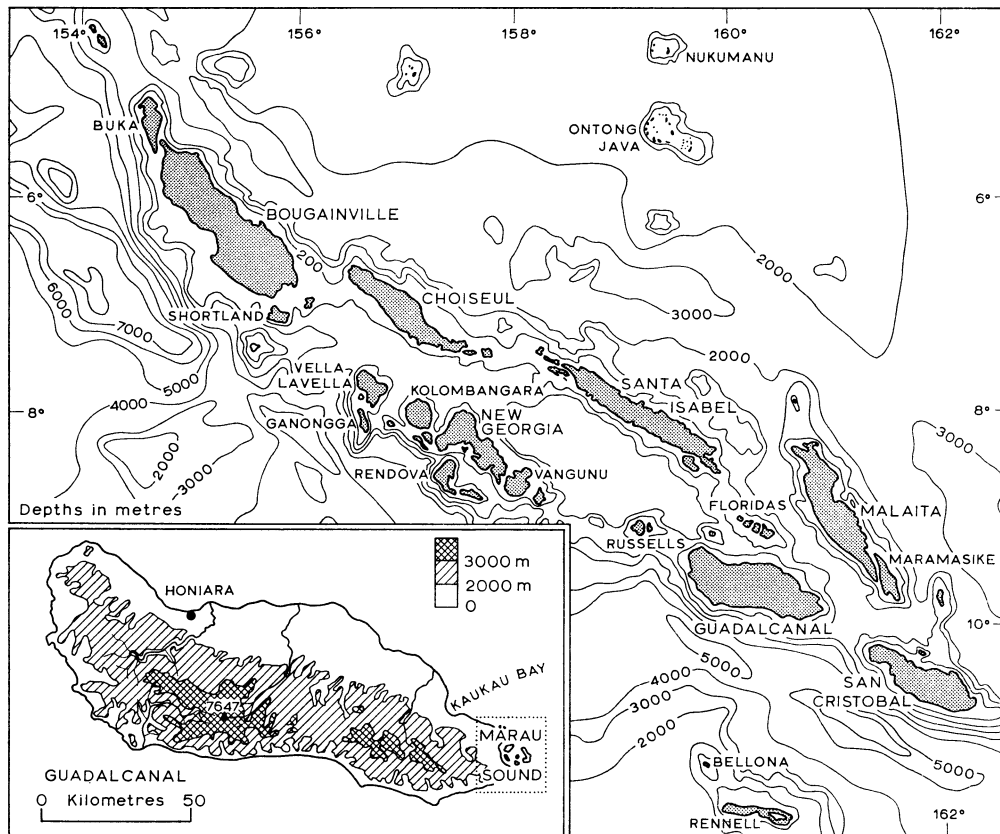 154°
156°
158°
160°
162°
NUKUMANU
BUKA
ONTONG
JAVA
6°
6°
BOUGAINVILLE
200
2000
6000
7000
SHORTLAND
CHOISEUL
3000
5000
4000
VELLA
LAVELLA
KOLOMBANGARA
2000
SANTA
ISABEL
8°
8°
GANONGGA
NEW
GEORGIA
3000
2000
3000
RENDOVA
VANGUNU
Depths in metres
FLORIDAS
RUSSELLS
MALAITA
MARAMASIKE
GUADALCANAL
10°
5000
4000
3000
2000
SAN
CRISTOBAL
5000
BELLONA
RENNELL
162°
3000 m
2000 m
0
HONIARA
KAUKAU BAY
7647
MÄRAU
SOUND
GUADALCANAL
0 Kilometres 50